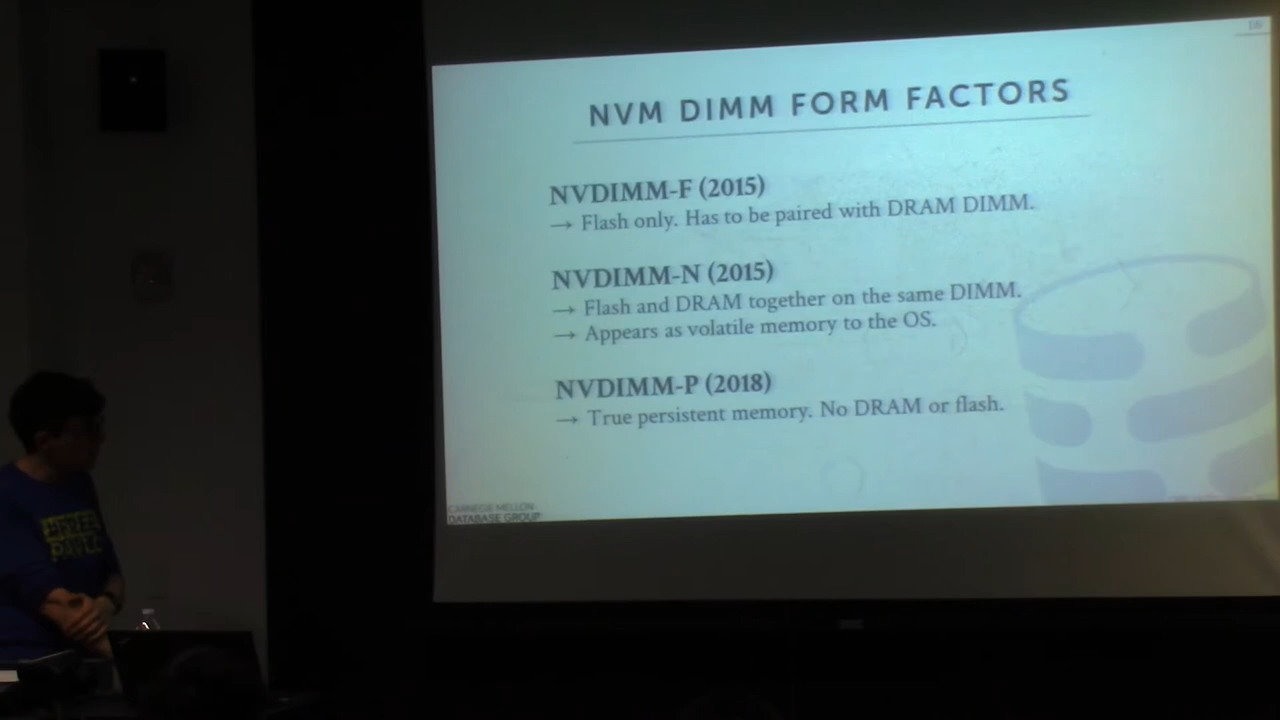 16
NVM DIMM FORM FACTORS
NVDIMM-F (2015)
→ Flash only. Has to be paired with DRAM DIMM.
NVDIMM-N (2015)
→ Flash and DRAM together on the same DIMM.
→ Appears as volatile memory to the OS.
NVDIMM-P (2018)
→ True persistent memory. No DRAM or flash.
CARNEGIE MELLON
DATABASE GROUP
#FREE